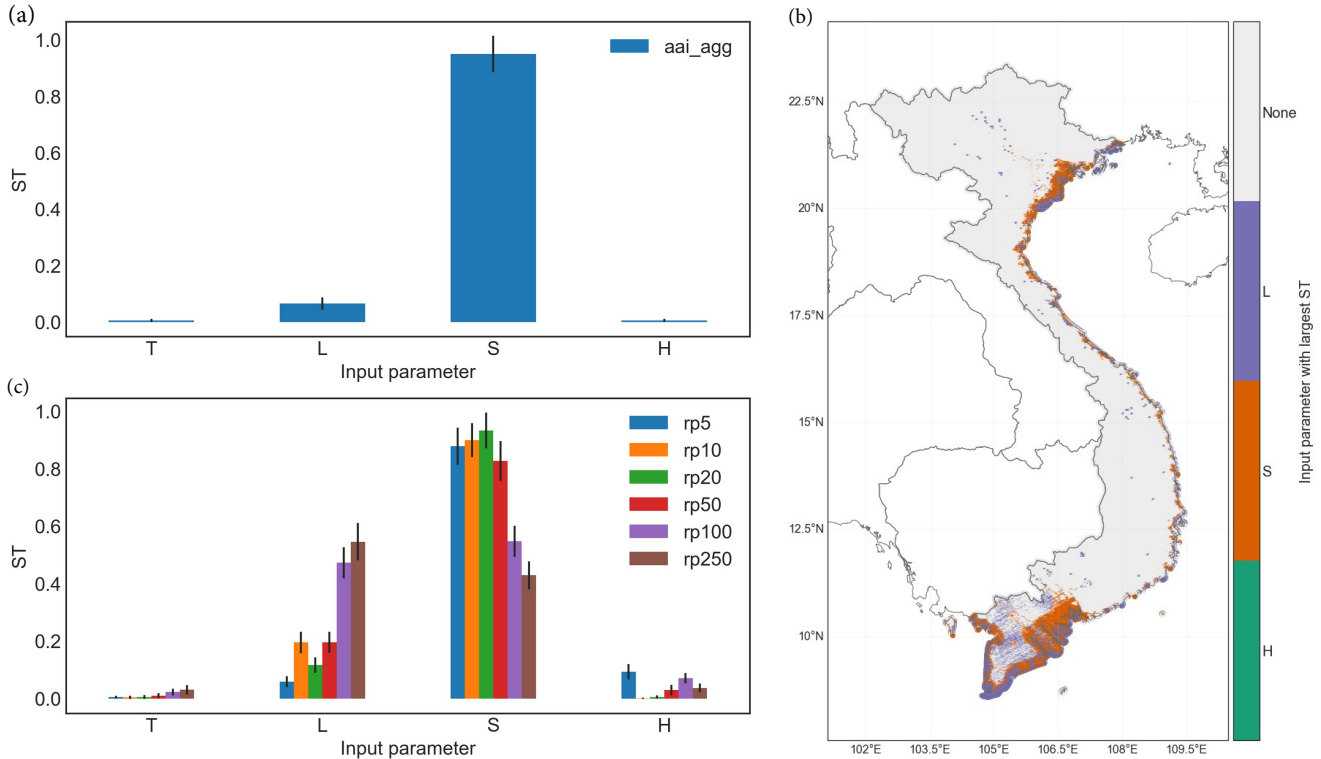 (a)
1.0
0.8
0.6
0.4
0.2
0.0
ST
aai_agg
T L S H
Input parameter
(b)
22.5°N
20°N
17.5°N
15°N
12.5°N
10°N
102°E 103.5°E 105°E 106.5°E 108°E 109.5°E
None
L
S
H
Input parameter with largest ST
(c)
1.0
0.8
0.6
0.4
0.2
0.0
ST
rp5
rp10
rp20
rp50
rp100
rp250
T L S H
Input parameter